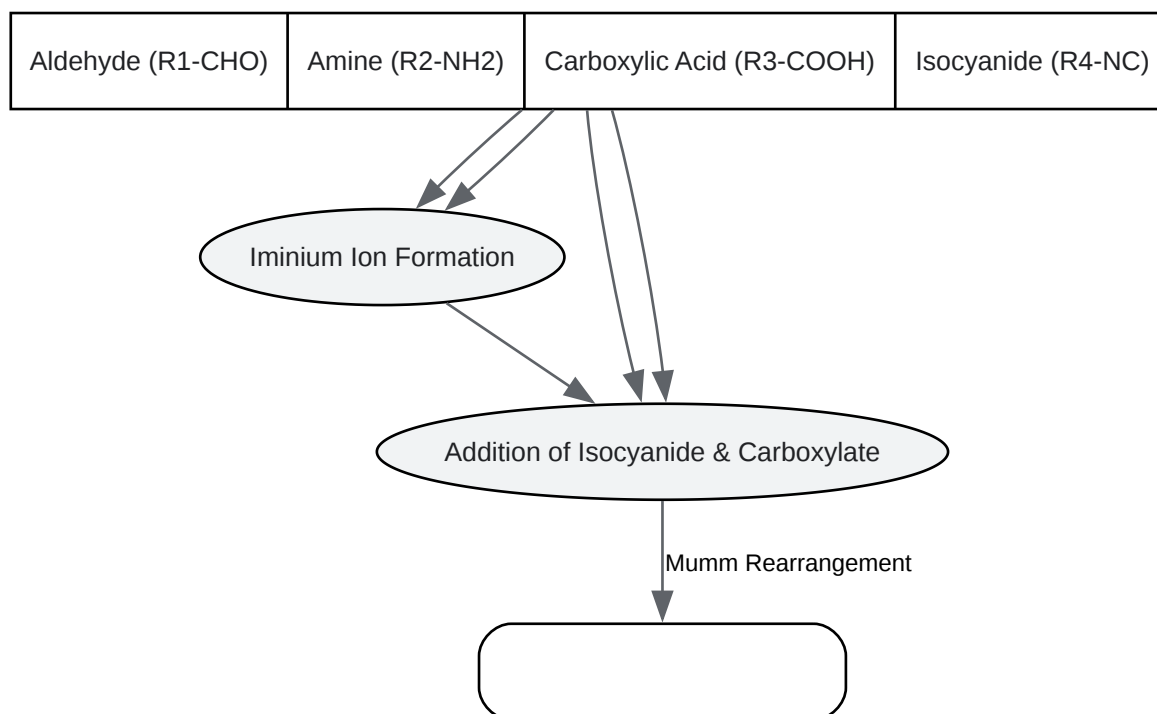 Aldehyde (R1-CHO)
Amine (R2-NH2)
Carboxylic Acid (R3-COOH)
Isocyanide (R4-NC)
Iminium Ion Formation
Addition of Isocyanide & Carboxylate
Mumm Rearrangement